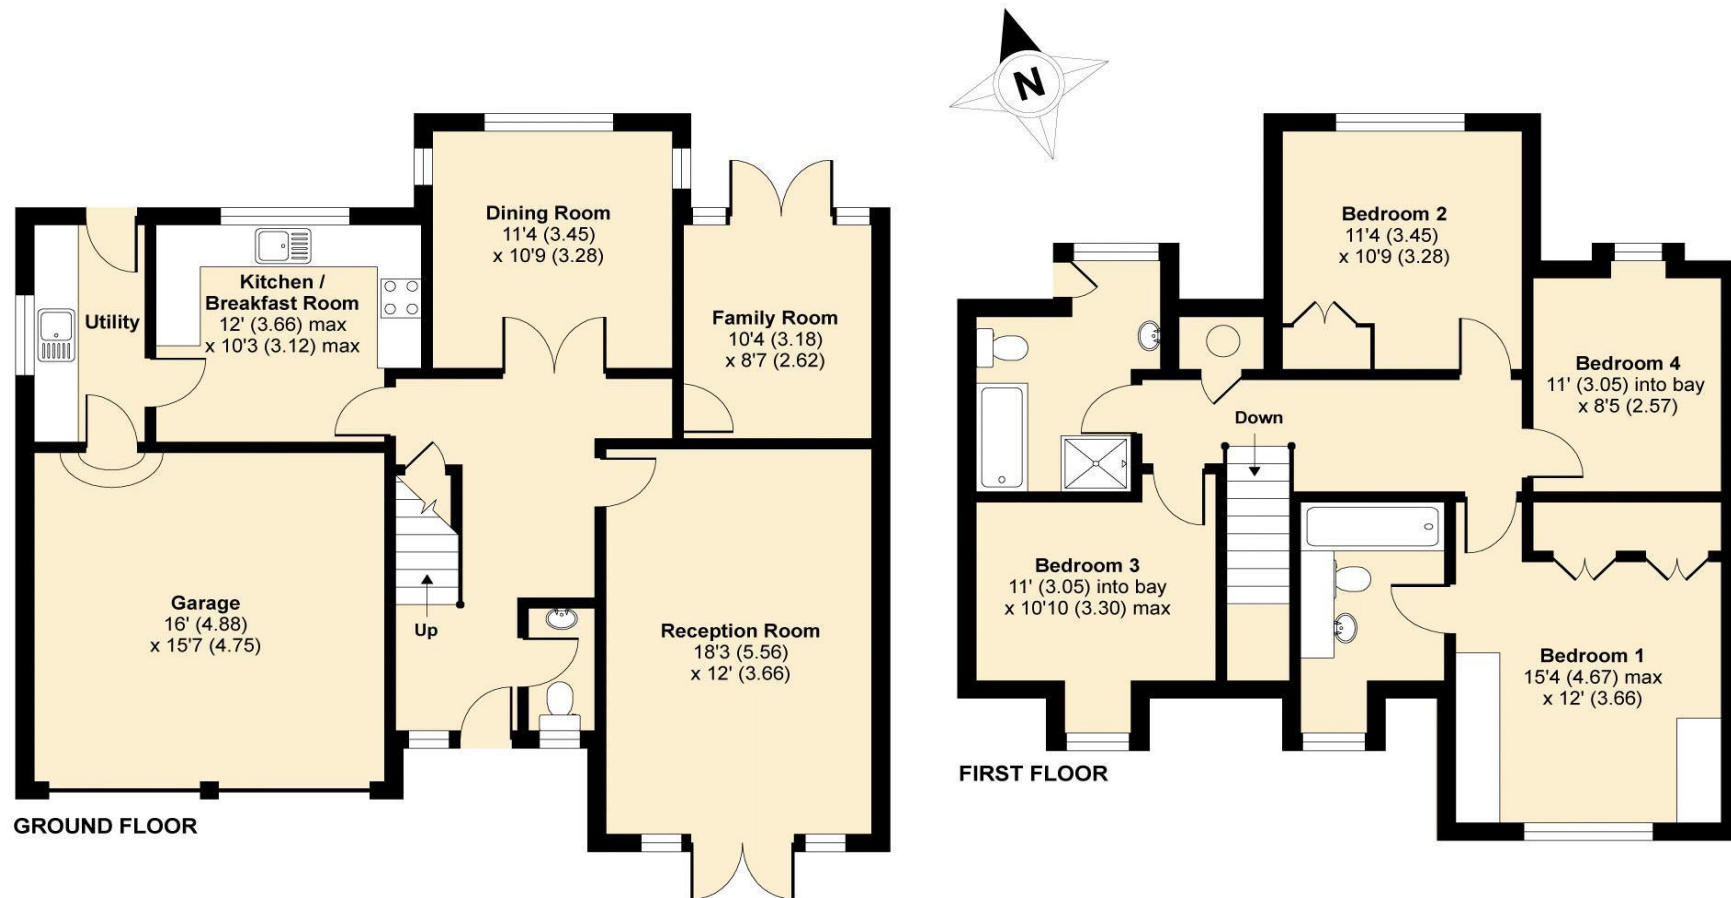 N
Dining Room
11'4 (3.45)
x 10'9 (3.28)
Kitchen /
Breakfast Room
12' (3.66) max
x 10'3 (3.12) max
Utility
Family Room
10'4 (3.18)
x 8'7 (2.62)
Garage
16' (4.88)
x 15'7 (4.75)
Up
Reception Room
18'3 (5.56)
x 12' (3.66)
GROUND FLOOR
Bedroom 2
11'4 (3.45)
x 10'9 (3.28)
Bedroom 4
11' (3.05) into bay
x 8'5 (2.57)
Down
Bedroom 3
11' (3.05) into bay
x 10'10 (3.30) max
Bedroom 1
15'4 (4.67) max
x 12' (3.66)
FIRST FLOOR